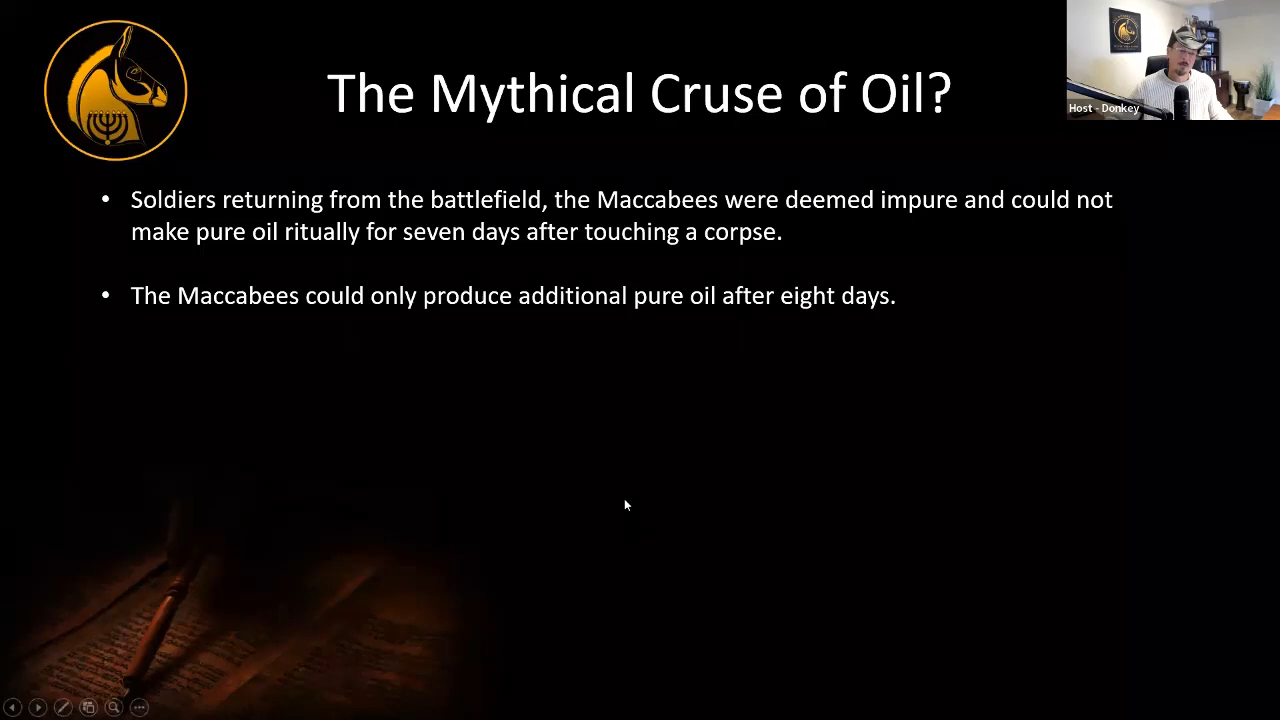 The Mythical Cruse of Oil?
Host - Donkey
• Soldiers returning from the battlefield, the Maccabees were deemed impure and could not
make pure oil ritually for seven days after touching a corpse.
• The Maccabees could only produce additional pure oil after eight days.